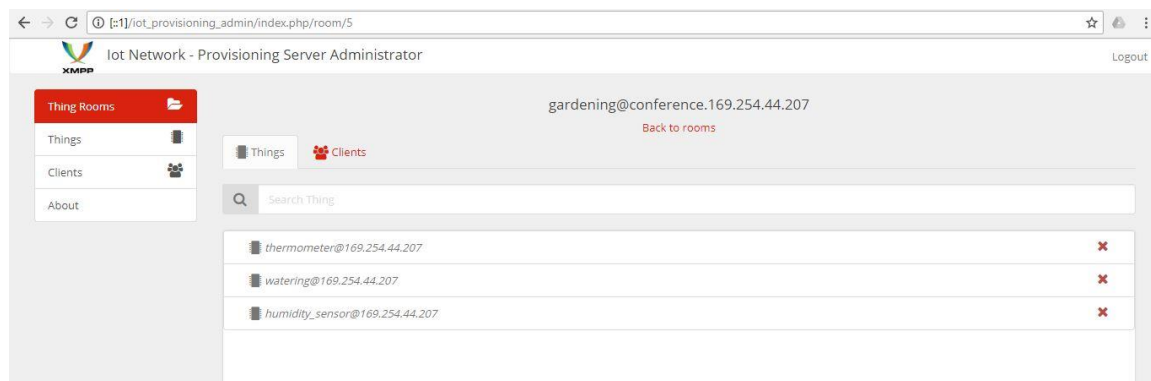 [::1]/iot_provisioning_admin/index.php/room/5
XMPP
Iot Network - Provisioning Server Administrator
Logout
Thing Rooms
Things
Clients
About
gardening@conference.169.254.44.207
Back to rooms
Things
Clients
Search Thing
thermometer@169.254.44.207
watering@169.254.44.207
humidity_sensor@169.254.44.207